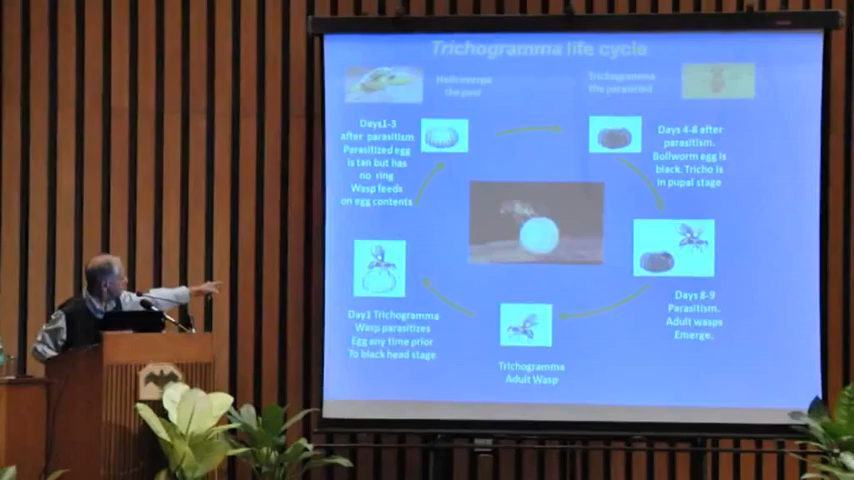 Trichogramma life cycle
Helicoverpa
the pest
Trichogramma
the parasitoid
Days1-3
after parasitism
Parasitized egg
is tan but has
no ring
Wasp feeds
on egg contents
Days 4-8 after
parasitism.
Bollworm egg is
black. Tricho is
in pupal stage
Days 8-9
Parasitism.
Adult wasps
Emerge.
Trichogramma
Adult Wasp
Day1 Trichogramma
Wasp parasitizes
Egg any time prior
To black head stage